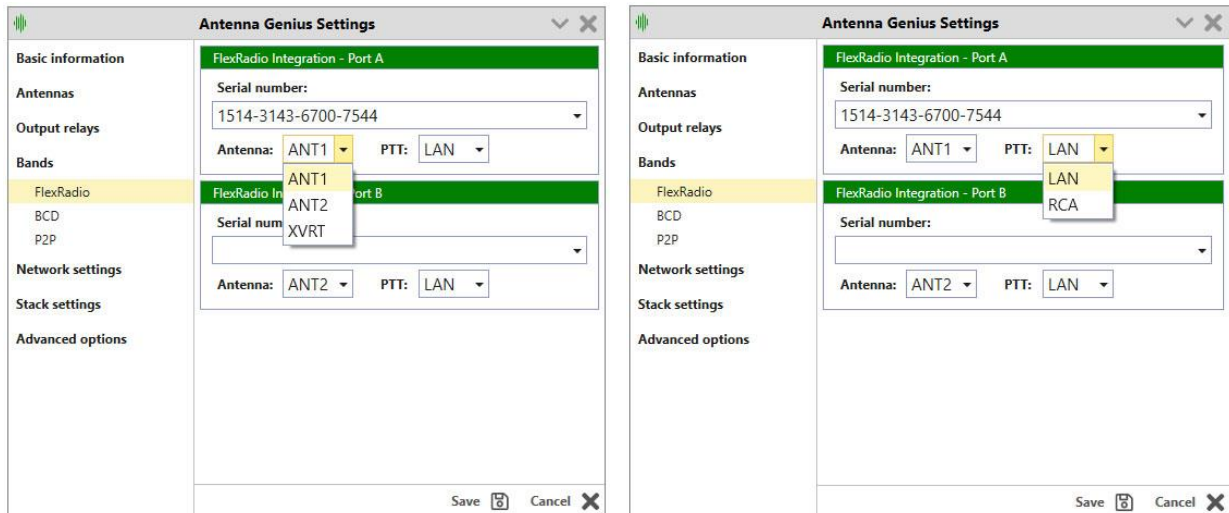 Antenna Genius Settings
Basic information
Antennas
Output relays
Bands
FlexRadio
BCD
P2P
Network settings
Stack settings
Advanced options
FlexRadio Integration - Port A
Serial number:
1514-3143-6700-7544
Antenna: ANT1 PTT: LAN
ANT1
ANT2
XVRT
FlexRadio In ort B
Serial num
Antenna: ANT2 PTT: LAN
Save Cancel
Antenna Genius Settings
Basic information
Antennas
Output relays
Bands
FlexRadio
BCD
P2P
Network settings
Stack settings
Advanced options
FlexRadio Integration - Port A
Serial number:
1514-3143-6700-7544
Antenna: ANT1 PTT: LAN
LAN
RCA
FlexRadio Integration - Port B
Serial number:
Antenna: ANT2 PTT: LAN
Save Cancel